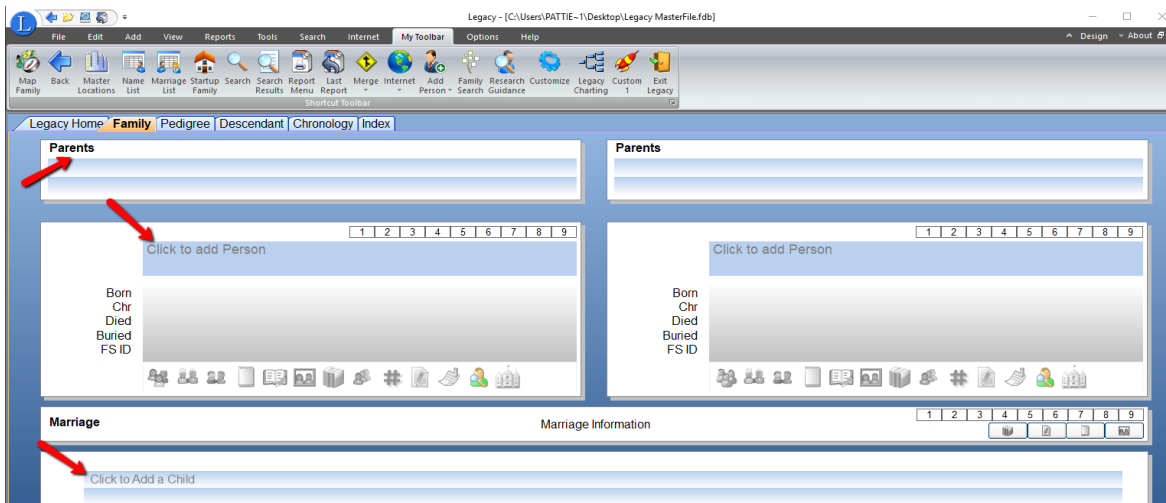 L
Legacy - [C:\Users\PATTIE~1\Desktop\Legacy MasterFile.fdb]
File Edit Add View Reports Tools Search Internet My Toolbar Options Help Design About
Map Family Back Master Locations Name List Marriage List Startup Family Search Search Results Report Menu Last Report Merge Internet Add Person Family Search Research Guidance Customize Legacy Charting Custom 1 Exit Legacy
Shortcut Toolbar
Legacy Home Family Pedigree Descendant Chronology Index
Parents Parents
1 2 3 4 5 6 7 8 9 1 2 3 4 5 6 7 8 9
Click to add Person Click to add Person
Born Born
Chr Chr
Died Died
Buried Buried
FS ID FS ID
Marriage Marriage Information 1 2 3 4 5 6 7 8 9
Click to Add a Child